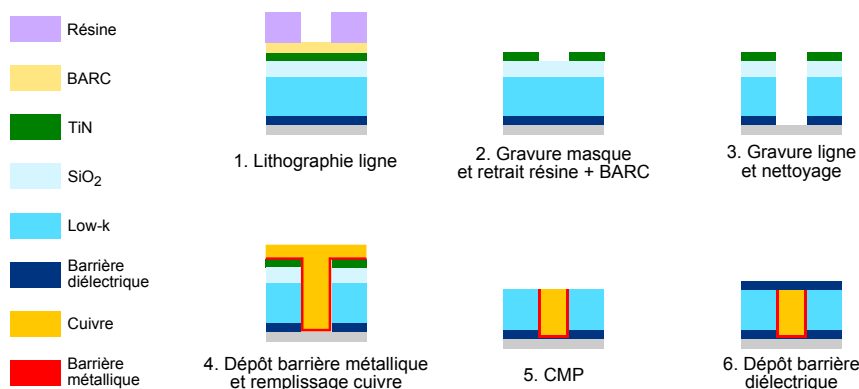 Résine
BARC
TiN
SiO2
Low-k
Barrière
diélectrique
Cuivre
Barrière
métallique
1. Lithographie ligne
2. Gravure masque
et retrait résine + BARC
3. Gravure ligne
et nettoyage
4. Dépôt barrière métallique
et remplissage cuivre
5. CMP
6. Dépôt barrière
diélectrique